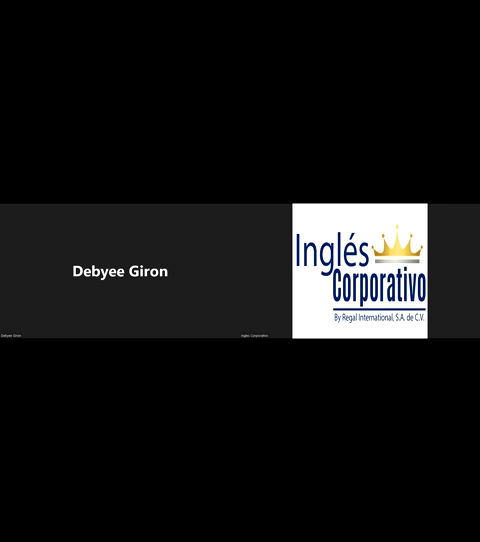 Debyee Giron
Inglés
Corporativo
By Regal International, S.A. de C.V.
Debyee Giron
Inglés Corporativo